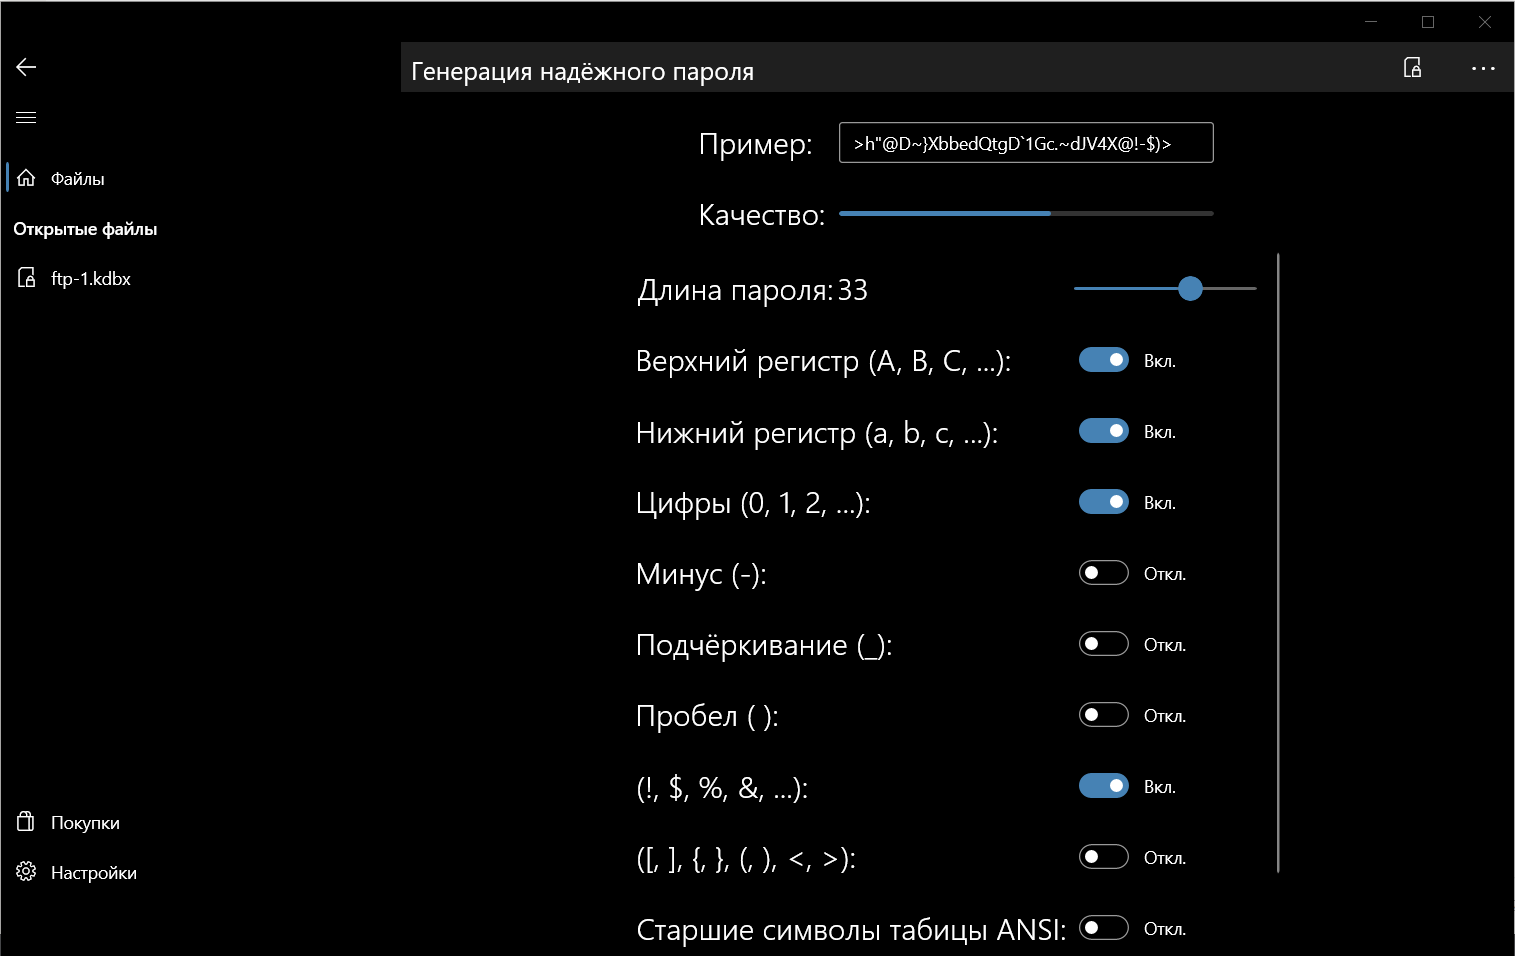 Генерация надёжного пароля
Файлы
Открытые файлы
ftp-1.kdbx
Покупки
Настройки
Пример: >h"@D~}XbbedQtgD`1Gc.~dJV4X@!-$)>
Качество:
Длина пароля: 33
Верхний регистр (A, B, C, ...): Вкл.
Нижний регистр (a, b, c, ...): Вкл.
Цифры (0, 1, 2, ...): Вкл.
Минус (-): Откл.
Подчёркивание (_): Откл.
Пробел ( ): Откл.
(!, $, %, &, ...): Вкл.
([, ], {, }, (, ), <, >): Откл.
Старшие символы табицы ANSI: Откл.